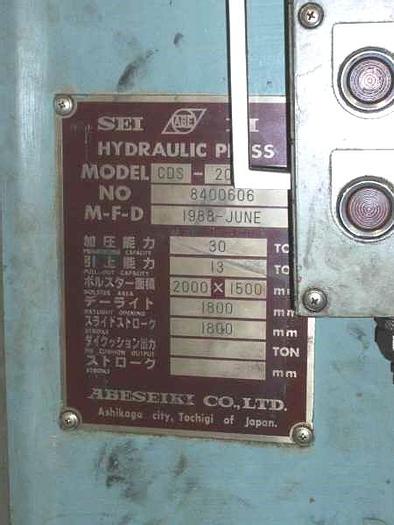 SEI ABE
HYDRAULIC PRESS
MODEL CDS - 20
NO 8400606
M-F-D 1988-JUNE
加圧能力 30 TO
引上能力 13 TO
PULL-OUT CAPACITY
ボルスター面積 2000 × 1500 mm
BOLSTER AREA
デーライト 1800 mm
DAYLIGHT OPENING
スライドストローク 1800 mm
STROKE
ダイクッション出力 TON
DIE CUSHION OUTPUT
ストローク mm
STROKE
ABESEIKI CO.,LTD.
Ashikaga city, Tochigi of Japan.